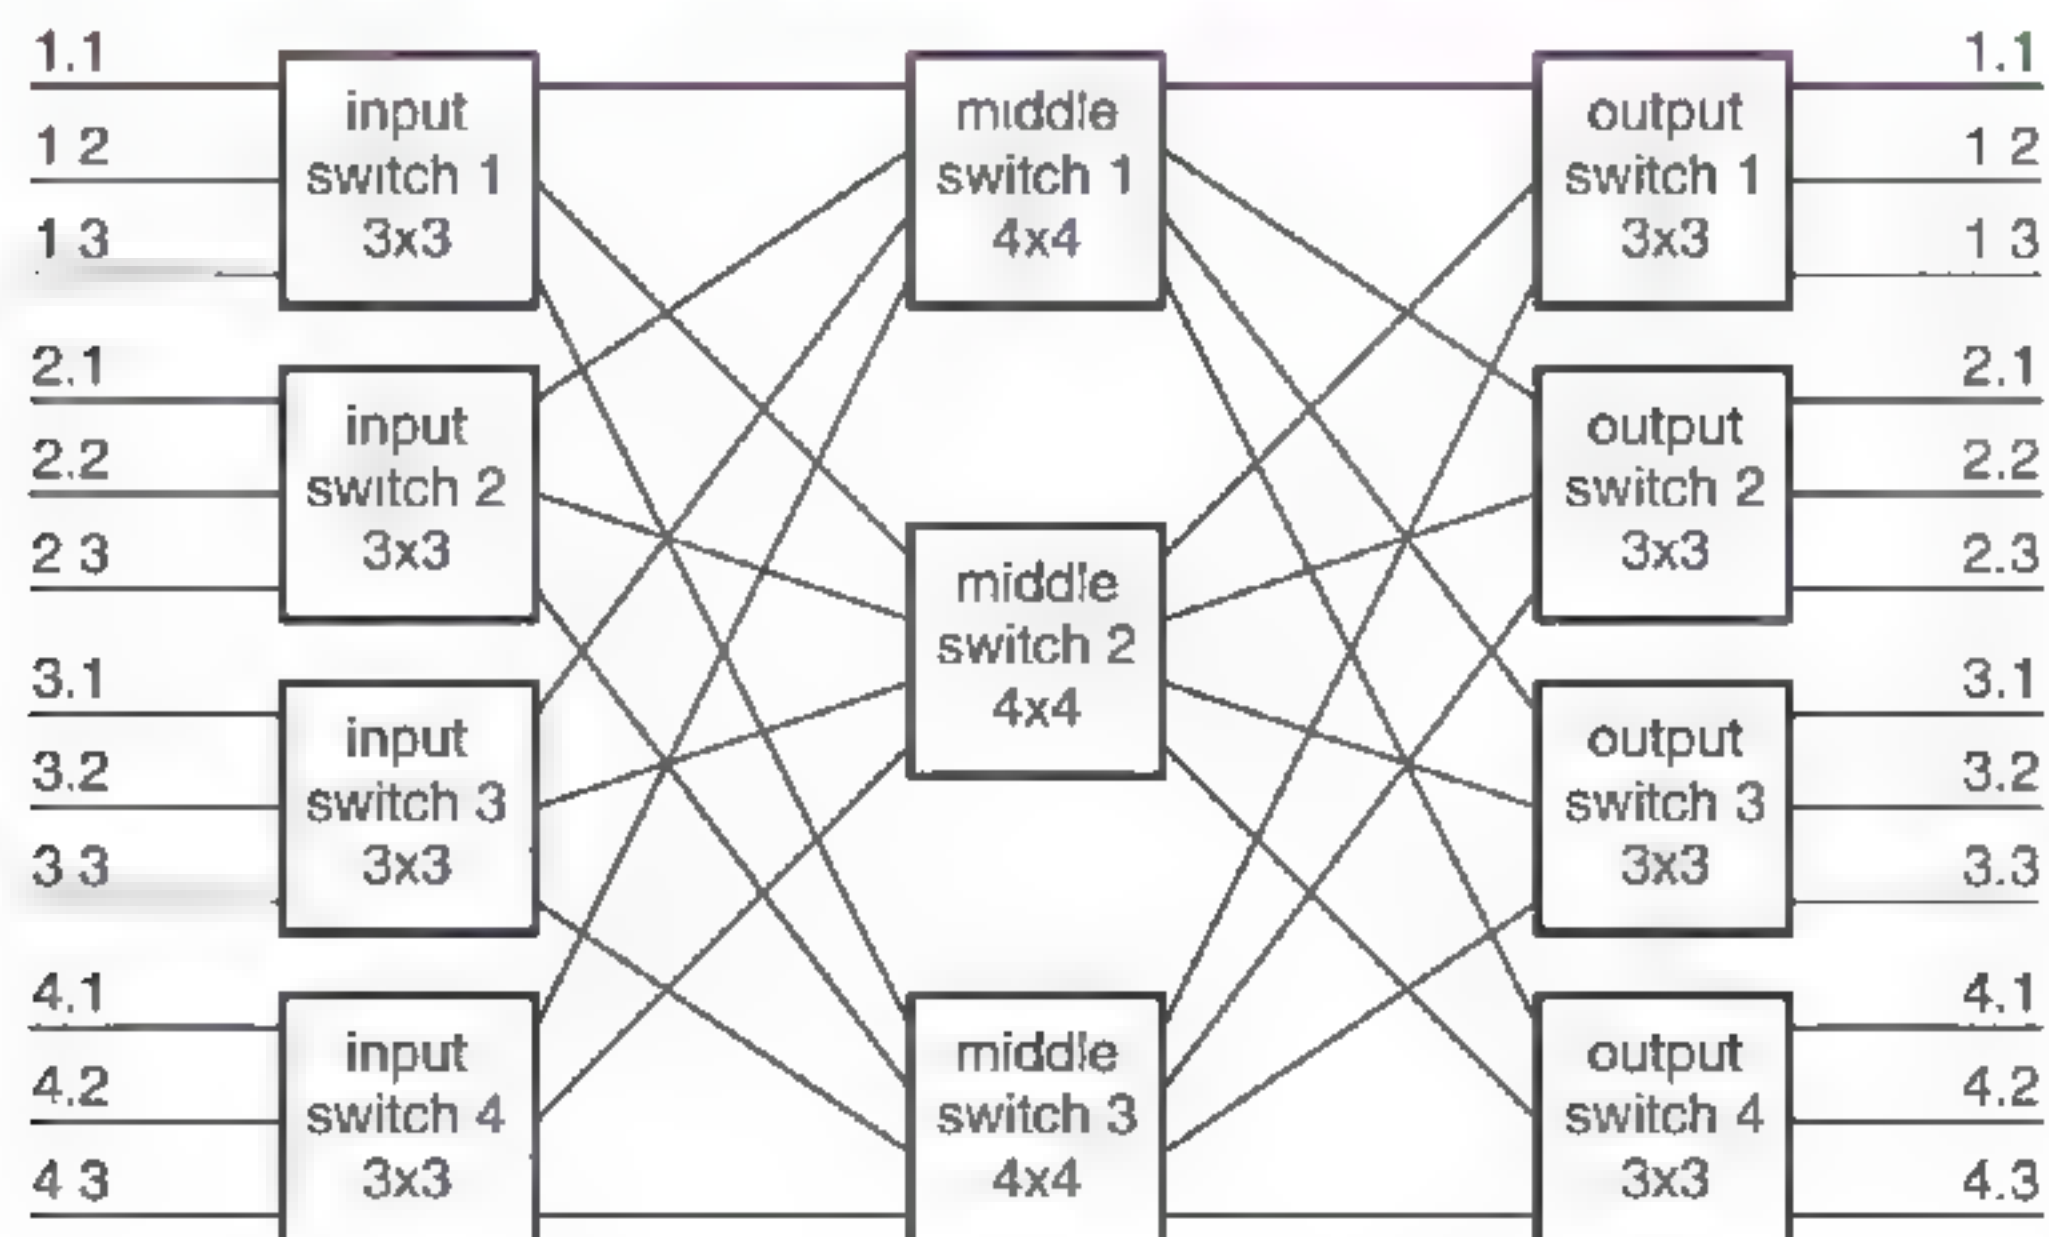 1.1
1 2
1 3
2.1
2.2
2 3
3.1
3.2
3 3
4.1
4.2
4 3
input
switch 1
3x3
input
switch 2
3x3
input
switch 3
3x3
input
switch 4
3x3
middle
switch 1
4x4
middle
switch 2
4x4
middle
switch 3
4x4
output
switch 1
3x3
output
switch 2
3x3
output
switch 3
3x3
output
switch 4
3x3
1.1
1 2
1 3
2.1
2.2
2.3
3.1
3.2
3.3
4.1
4.2
4.3